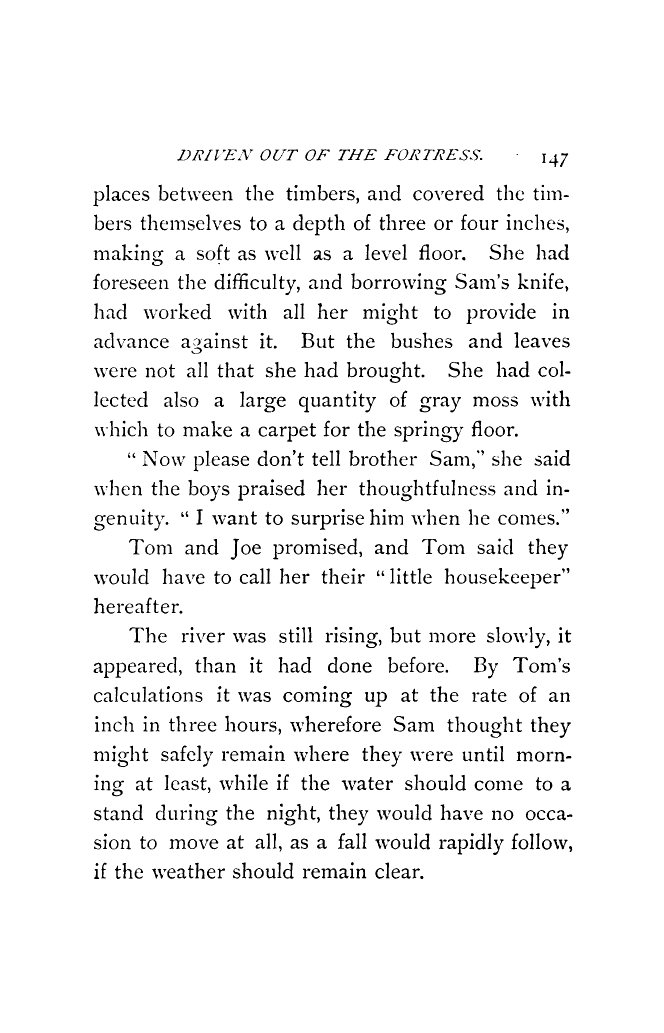 DRIVEN OUT OF THE FORTRESS. 147
places between the timbers, and covered the tim-
bers themselves to a depth of three or four inches,
making a soft as well as a level floor. She had
foreseen the difficulty, and borrowing Sam's knife,
had worked with all her might to provide in
advance against it. But the bushes and leaves
were not all that she had brought. She had col-
lected also a large quantity of gray moss with
which to make a carpet for the springy floor.
"Now please don't tell brother Sam," she said
when the boys praised her thoughtfulness and in-
genuity. "I want to surprise him when he comes."
Tom and Joe promised, and Tom said they
would have to call her their "little housekeeper"
hereafter.
The river was still rising, but more slowly, it
appeared, than it had done before. By Tom's
calculations it was coming up at the rate of an
inch in three hours, wherefore Sam thought they
might safely remain where they were until morn-
ing at least, while if the water should come to a
stand during the night, they would have no occa-
sion to move at all, as a fall would rapidly follow,
if the weather should remain clear.